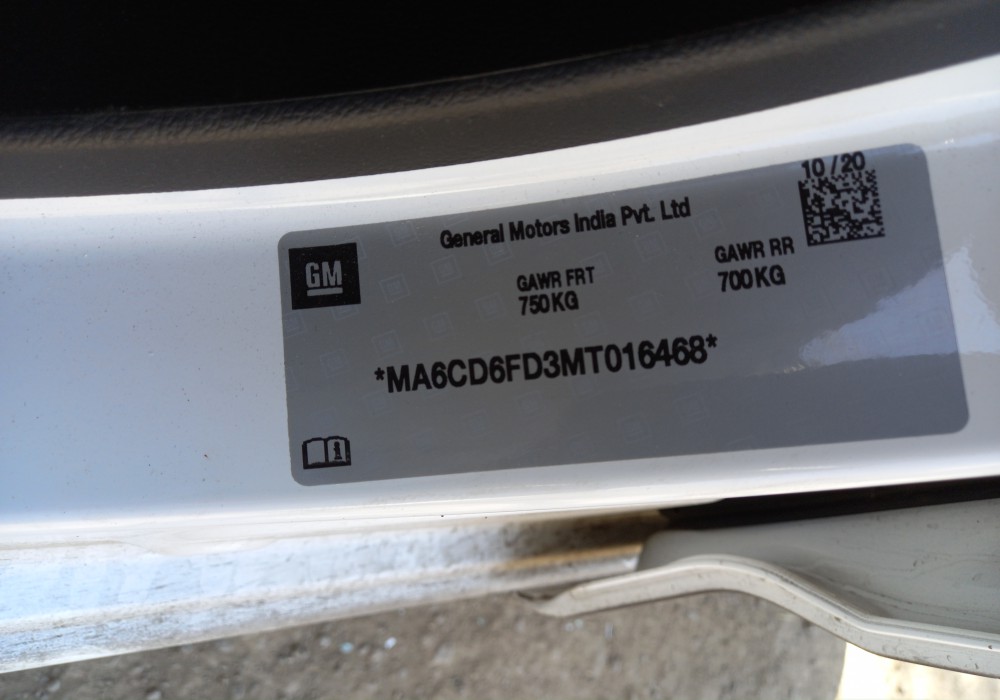 10/20
General Motors India Pvt. Ltd
GM
GAWR FRT
750KG
GAWR RR
700KG
*MA6CD6FD3MT016468*